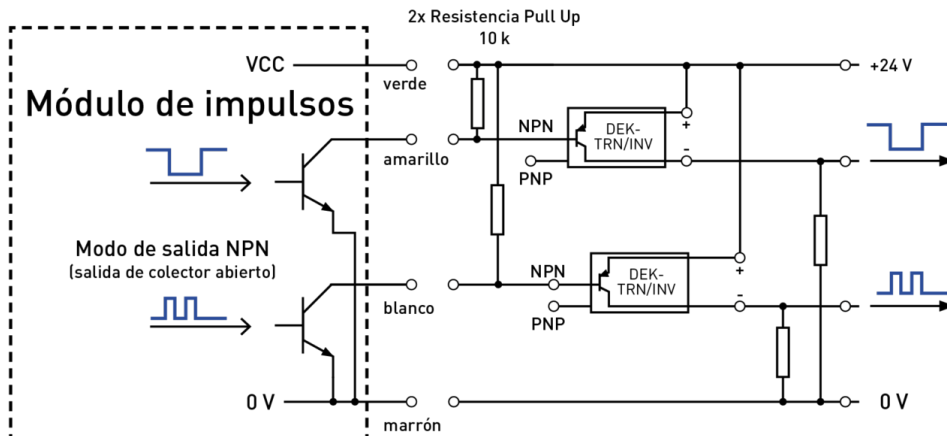 2x Resistencia Pull Up
10 k
VCC
verde
+24 V
Módulo de impulsos
NPN
DEK-
TRN/INV
+
-
amarillo
PNP
Modo de salida NPN
(salida de colector abierto)
NPN
DEK-
TRN/INV
+
-
blanco
PNP
0 V
marrón
0 V